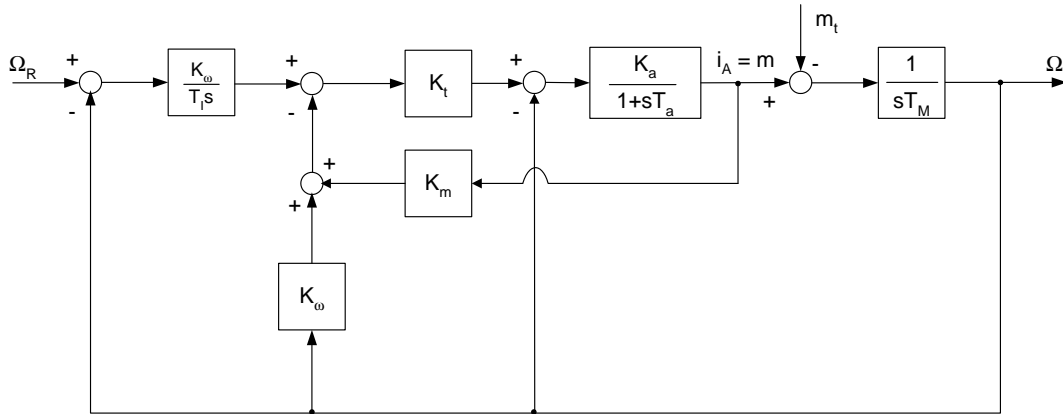 m_t
Ω_R
+
-
K_ω
T_I s
+
-
K_t
+
-
K_a
1+sT_a
i_A = m
+
-
1
sT_M
Ω
+
+
K_m
K_ω